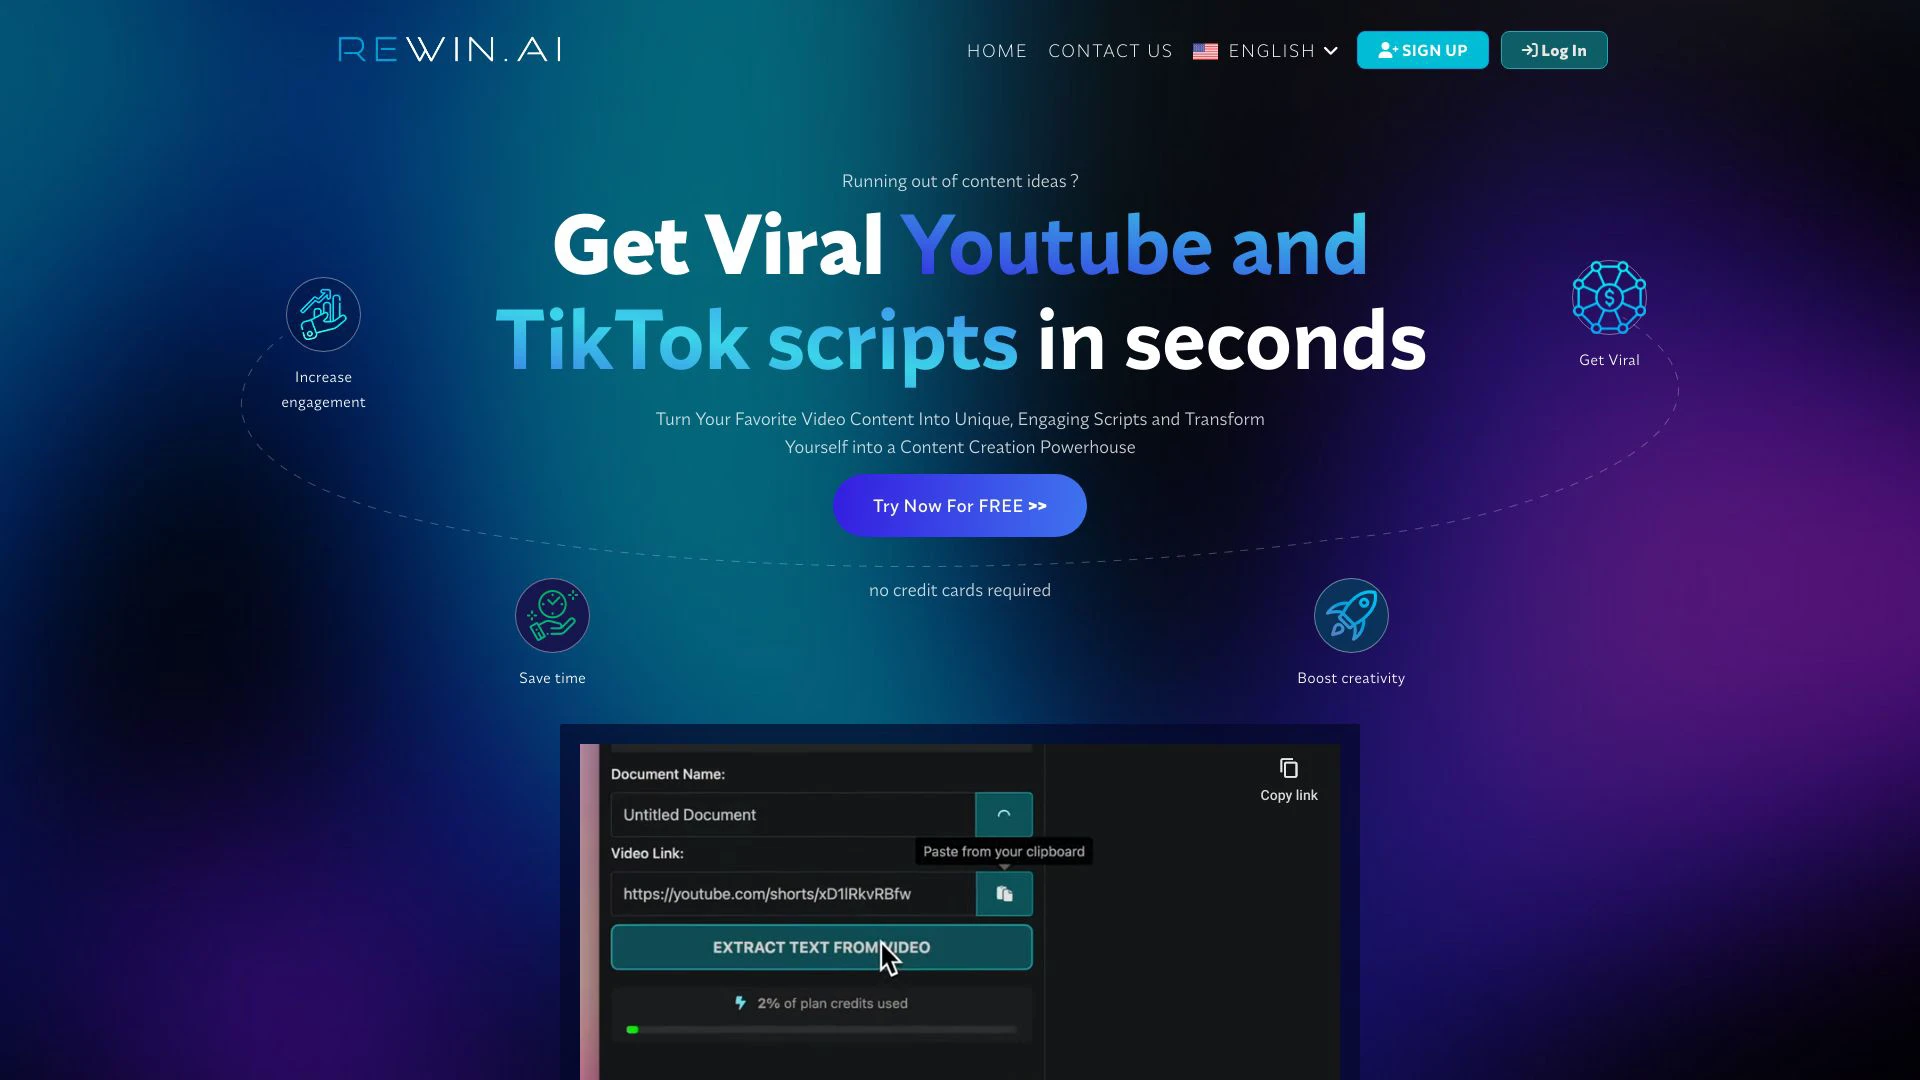 REWIN.AI
HOME
CONTACT US
ENGLISH
SIGN UP
Log In
Running out of content ideas ?
Get Viral Youtube and
TikTok scripts in seconds
Turn Your Favorite Video Content Into Unique, Engaging Scripts and Transform
Yourself into a Content Creation Powerhouse
Try Now For FREE >>
no credit cards required
Increase
engagement
Get Viral
Save time
Boost creativity
Document Name:
Untitled Document
Copy link
Video Link:
Paste from your clipboard
https://youtube.com/shorts/xD1lRkvRBfw
EXTRACT TEXT FROM VIDEO
2% of plan credits used